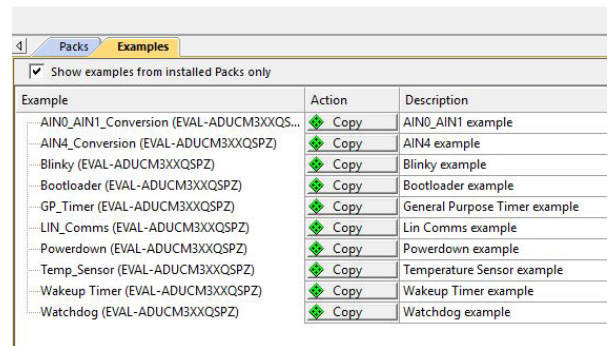 Packs Examples
Show examples from installed Packs only
Example Action Description
AIN0_AIN1_Conversion (EVAL-ADUCM3XXQS... Copy AIN0_AIN1 example
AIN4_Conversion (EVAL-ADUCM3XXQSPZ) Copy AIN4 example
Blinky (EVAL-ADUCM3XXQSPZ) Copy Blinky example
Bootloader (EVAL-ADUCM3XXQSPZ) Copy Bootloader example
GP_Timer (EVAL-ADUCM3XXQSPZ) Copy General Purpose Timer example
LIN_Comms (EVAL-ADUCM3XXQSPZ) Copy Lin Comms example
Powerdown (EVAL-ADUCM3XXQSPZ) Copy Powerdown example
Temp_Sensor (EVAL-ADUCM3XXQSPZ) Copy Temperature Sensor example
Wakeup Timer (EVAL-ADUCM3XXQSPZ) Copy Wakeup Timer example
Watchdog (EVAL-ADUCM3XXQSPZ) Copy Watchdog example